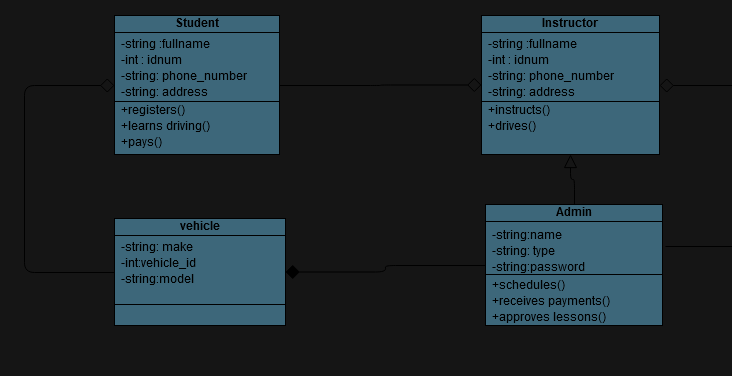 Student
-string :fullname
-int : idnum
-string: phone_number
-string: address
+registers()
+learns driving()
+pays()
Instructor
-string :fullname
-int : idnum
-string: phone_number
-string: address
+instructs()
+drives()
vehicle
-string: make
-int:vehicle_id
-string:model
Admin
-string:name
-string: type
-string:password
+schedules()
+receives payments()
+approves lessons()